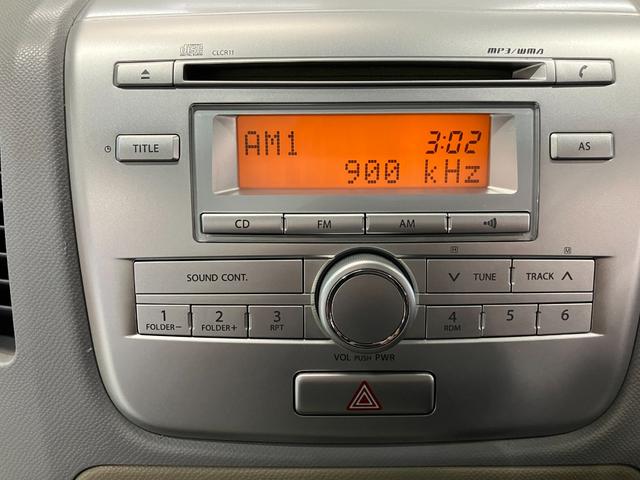 disc CLCR11 MP3/WMA
TITLE
AM1 3:02
900 kHz
AS
CD FM AM
SOUND CONT.
H M
TUNE TRACK
1 2 3 4 5 6
FOLDER− FOLDER+ RPT RDM
VOL PUSH PWR